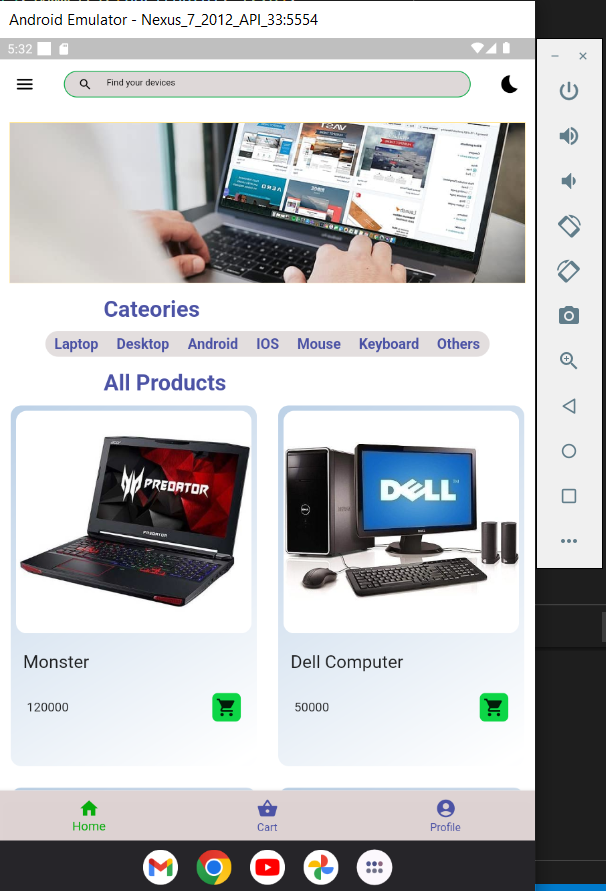 Android Emulator - Nexus_7_2012_API_33:5554
5:32
Find your devices
Cateories
Laptop Desktop Android IOS Mouse Keyboard Others
All Products
PREDATOR
PREDATOR
DELL
Monster
Dell Computer
120000
50000
Home
Cart
Profile